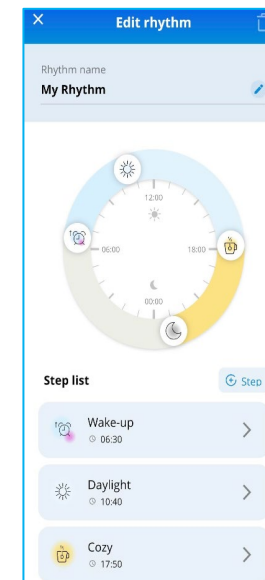 Edit rhythm
Rhythm name
My Rhythm
12:00
06:00
18:00
00:00
Step list
Step
Wake-up
06:30
Daylight
10:40
Cozy
17:50